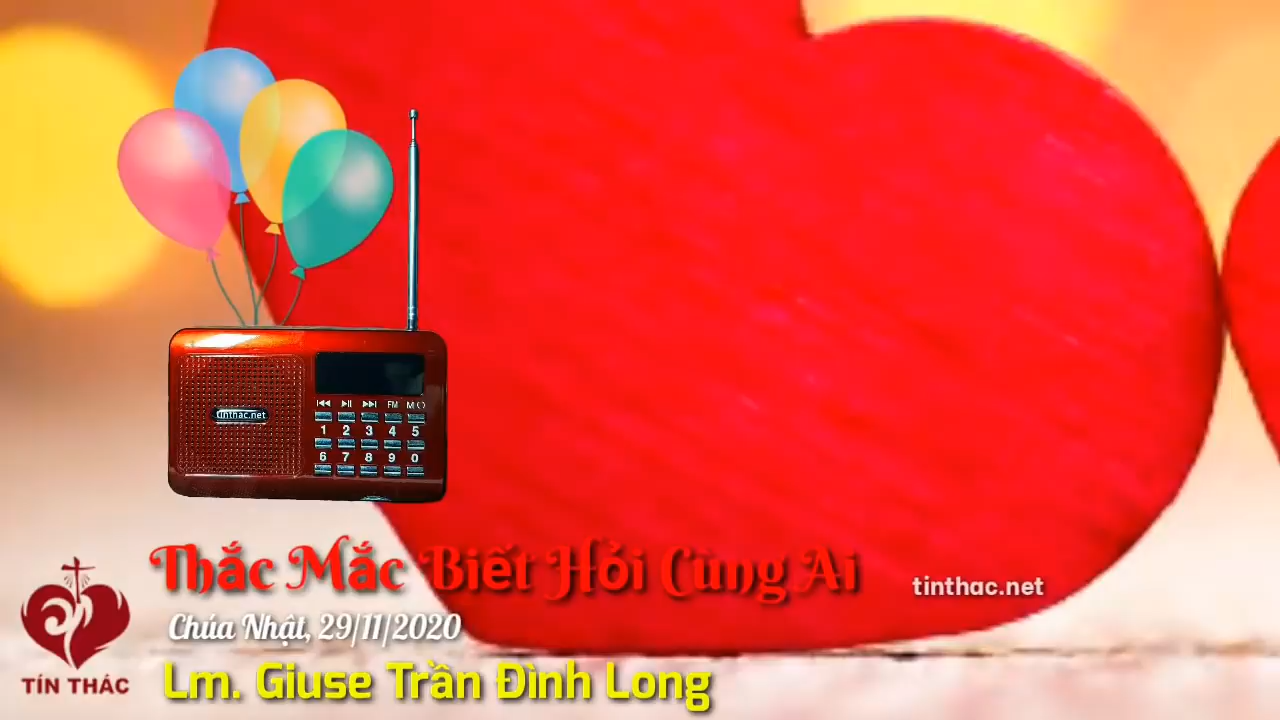 tinthac.net
FM M
1 2 3 4 5
6 7 8 9 0
Thắc Mắc Biết Hỏi Cùng Ai
tinthac.net
Chúa Nhật, 29/11/2020
Lm. Giuse Trần Đình Long
TÍN THÁC